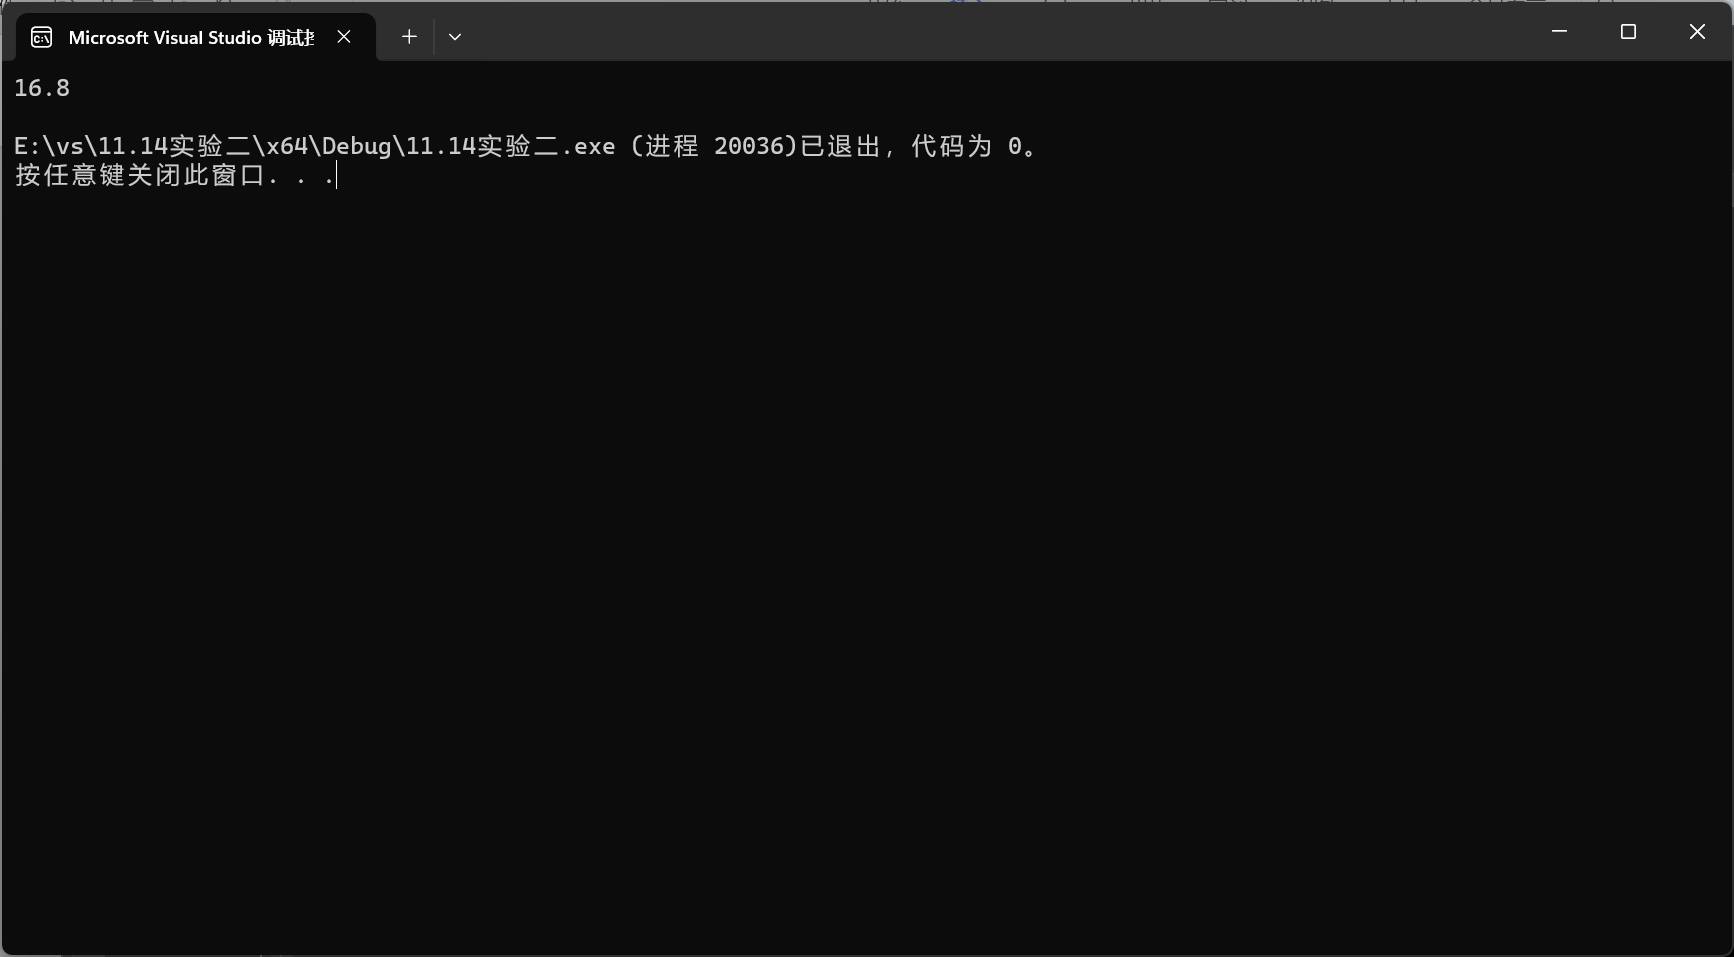 Microsoft Visual Studio 调试
16.8
E:\vs\11.14实验二\x64\Debug\11.14实验二.exe (进程 20036)已退出，代码为 0。
按任意键关闭此窗口. . .